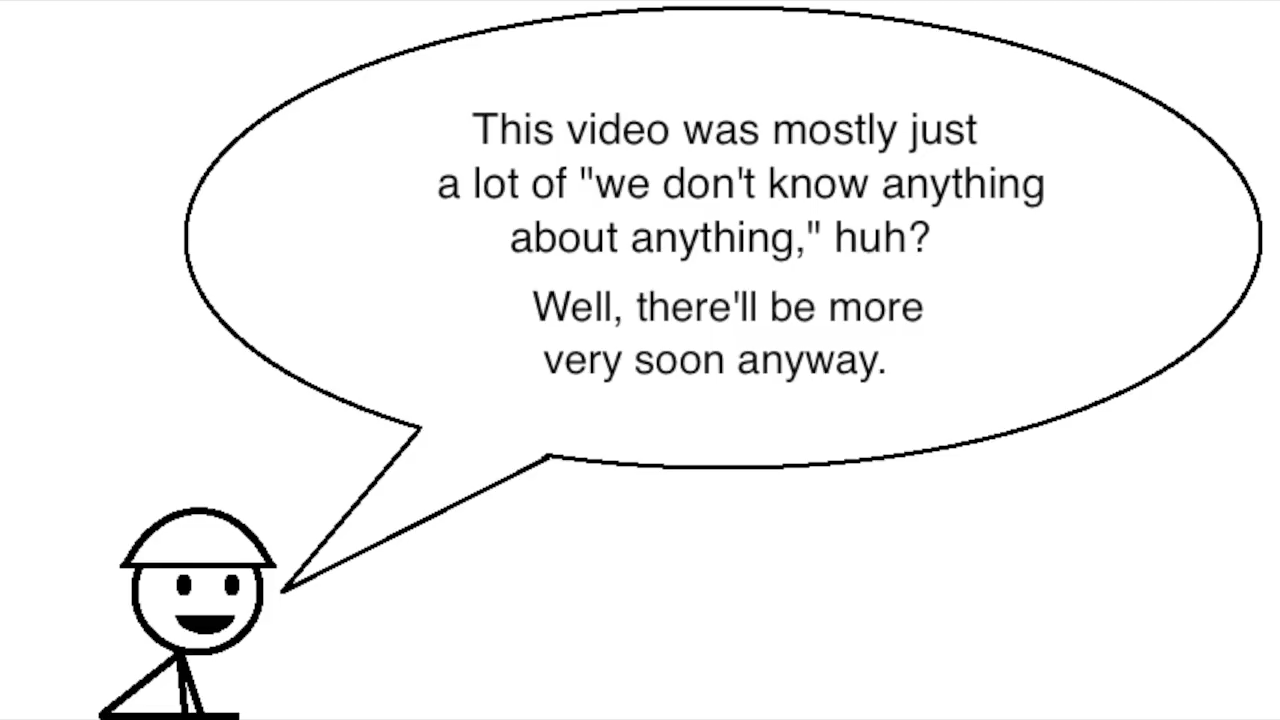 This video was mostly just
a lot of "we don't know anything
about anything," huh?
Well, there'll be more
very soon anyway.